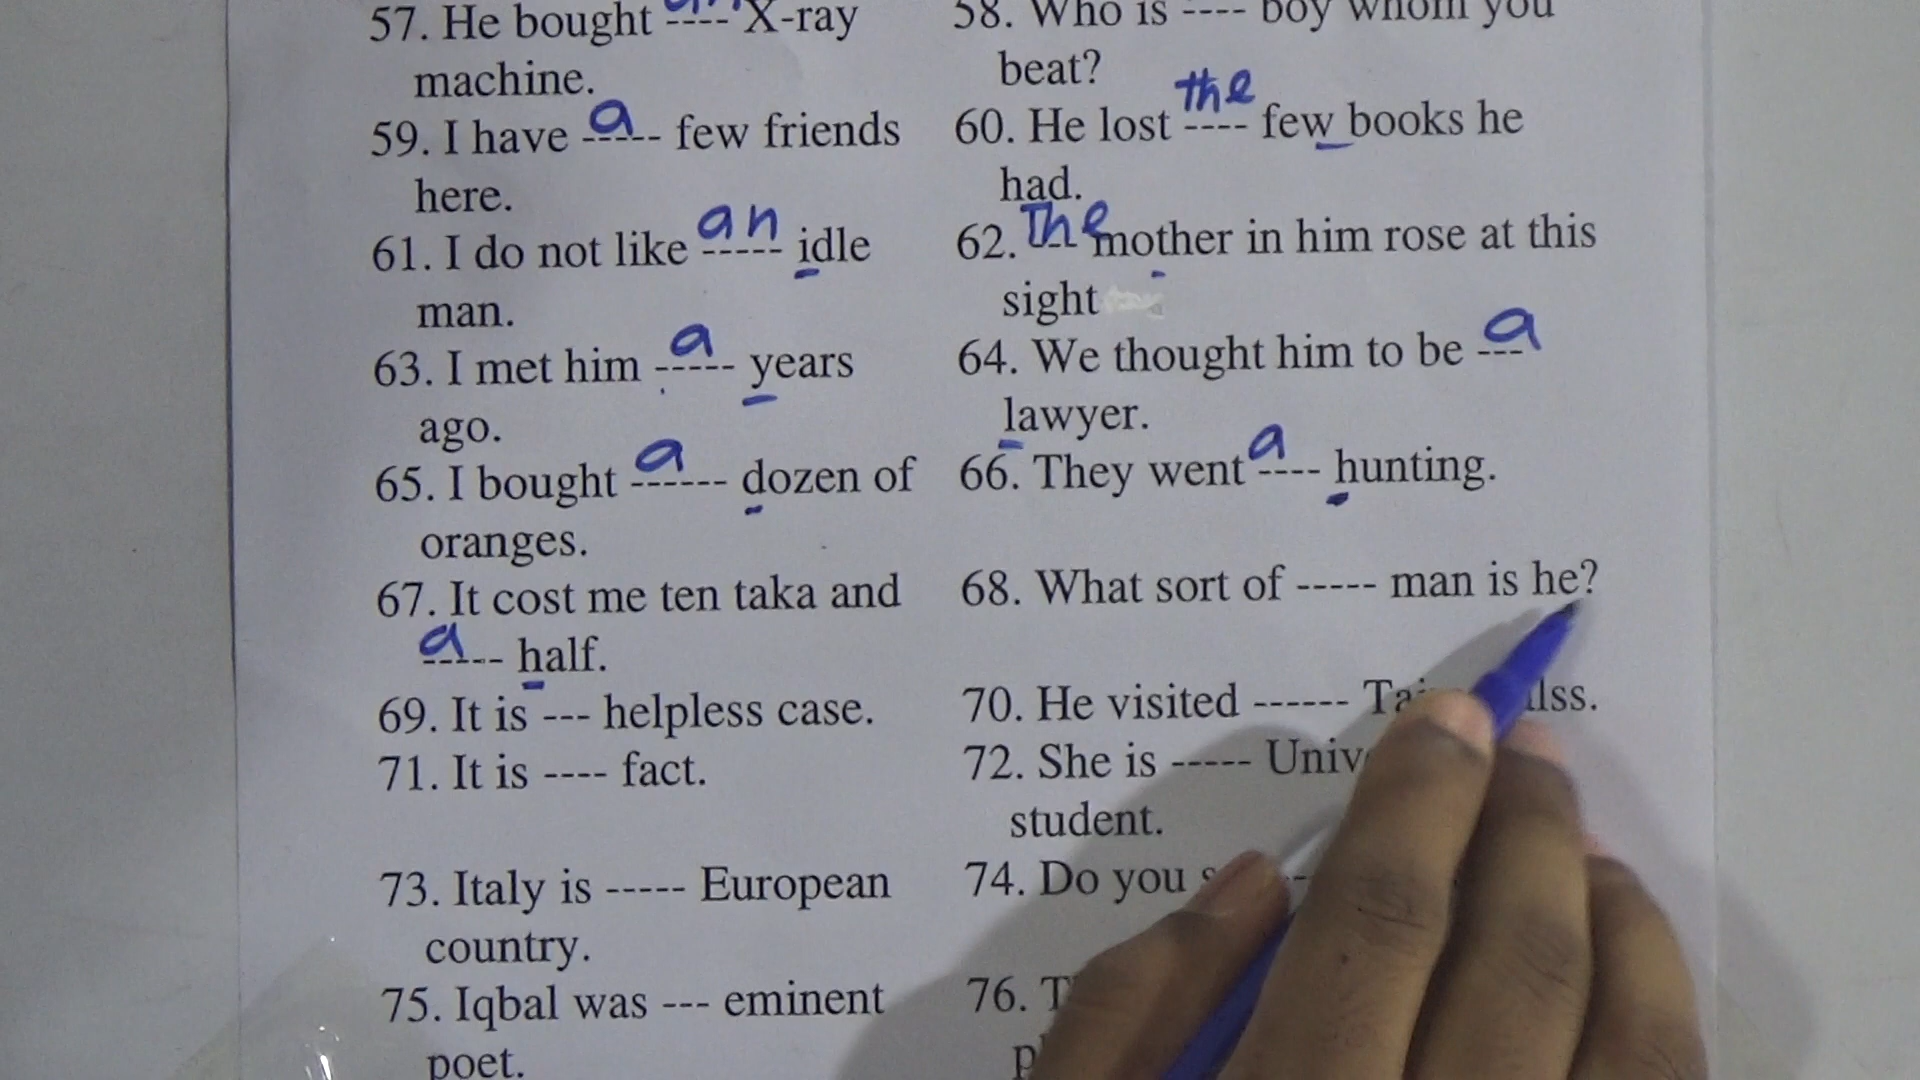 57. He bought ---- X-ray
machine.
59. I have a ----- few friends
here.
61. I do not like an ----- idle
man.
63. I met him a ----- years
ago.
65. I bought a ------ dozen of
oranges.
67. It cost me ten taka and
a ----- half.
69. It is --- helpless case.
71. It is ---- fact.
73. Italy is ----- European
country.
75. Iqbal was --- eminent
poet.
58. Who is ---- boy whom you
beat?
60. He lost the ---- few books he
had.
62. The --- mother in him rose at this
sight
64. We thought him to be a ---
lawyer.
66. They went a ---- hunting.
68. What sort of ----- man is he?
70. He visited ------
72. She is -----
student.
74. Do you
76.